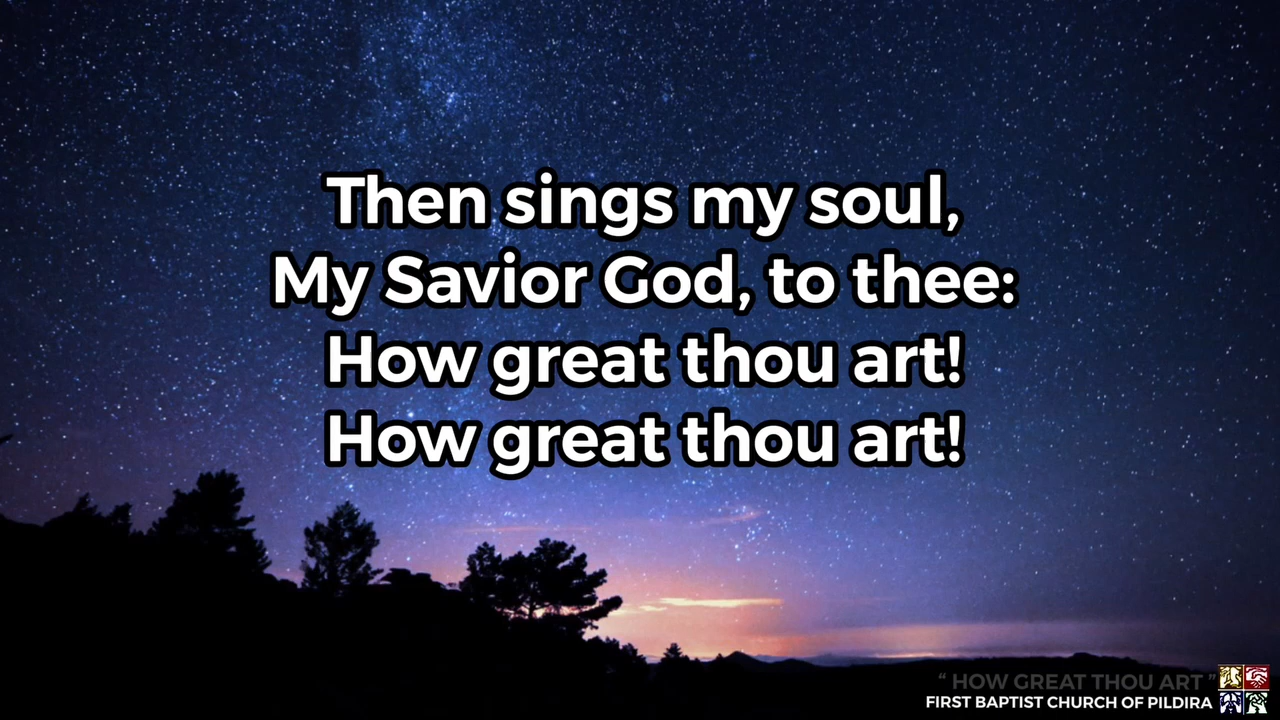 Then sings my soul,
My Savior God, to thee:
How great thou art!
How great thou art!
“ HOW GREAT THOU ART ”
FIRST BAPTIST CHURCH OF PILDIRA